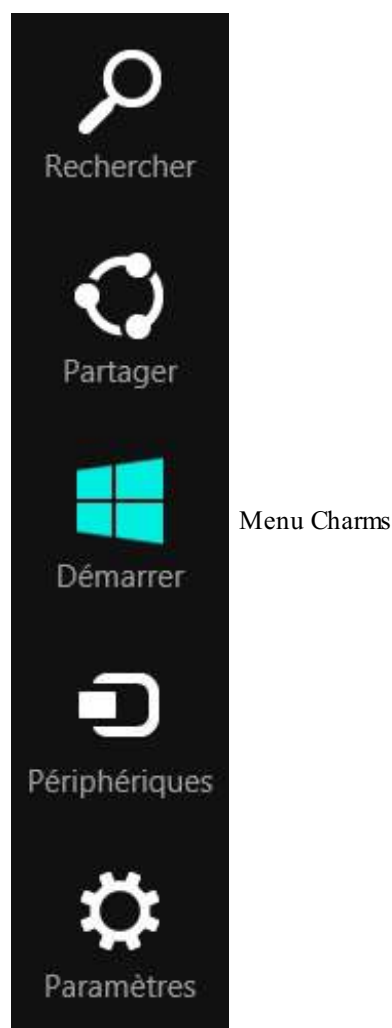 Rechercher
Partager
Démarrer
Menu Charms
Périphériques
Paramètres